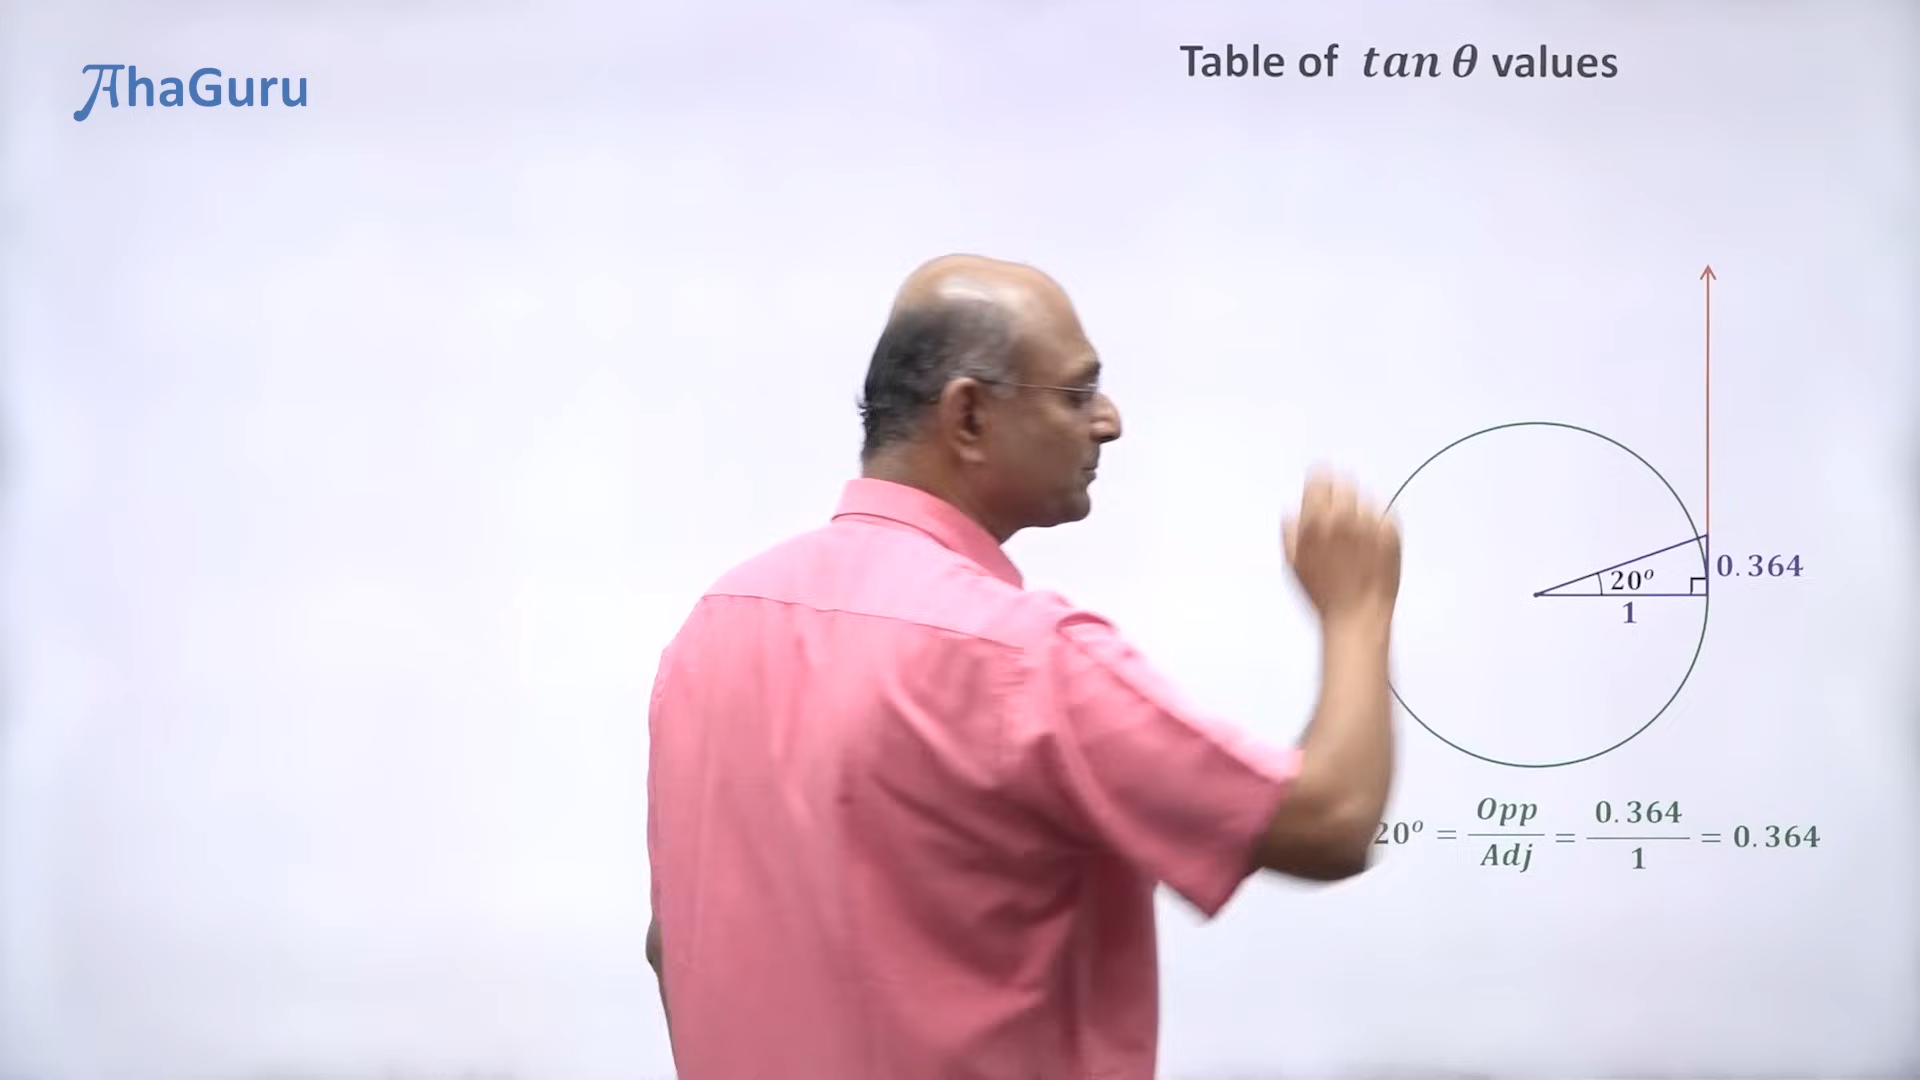 AhaGuru
Table of tan θ values
0.364
20°
1
20° = Opp/Adj = 0.364/1 = 0.364